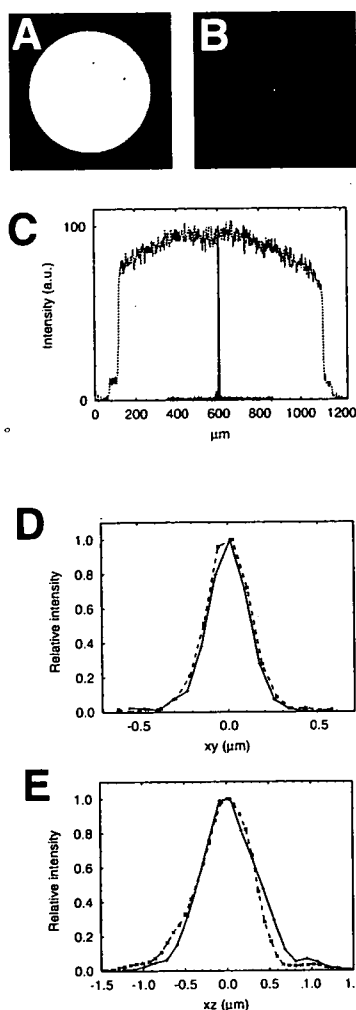 A B
C
100
Intensity (a.u.)
0
0 200 400 600 800 1000 1200
µm
D
1.0
0.8
0.6
0.4
0.2
0.0
Relative intensity
-0.5 0.0 0.5
xy (µm)
E
1.0
0.8
0.6
0.4
0.2
0.0
Relative intensity
-1.5 -1.0 -0.5 0.0 0.5 .1.0 1.
xz (µm)